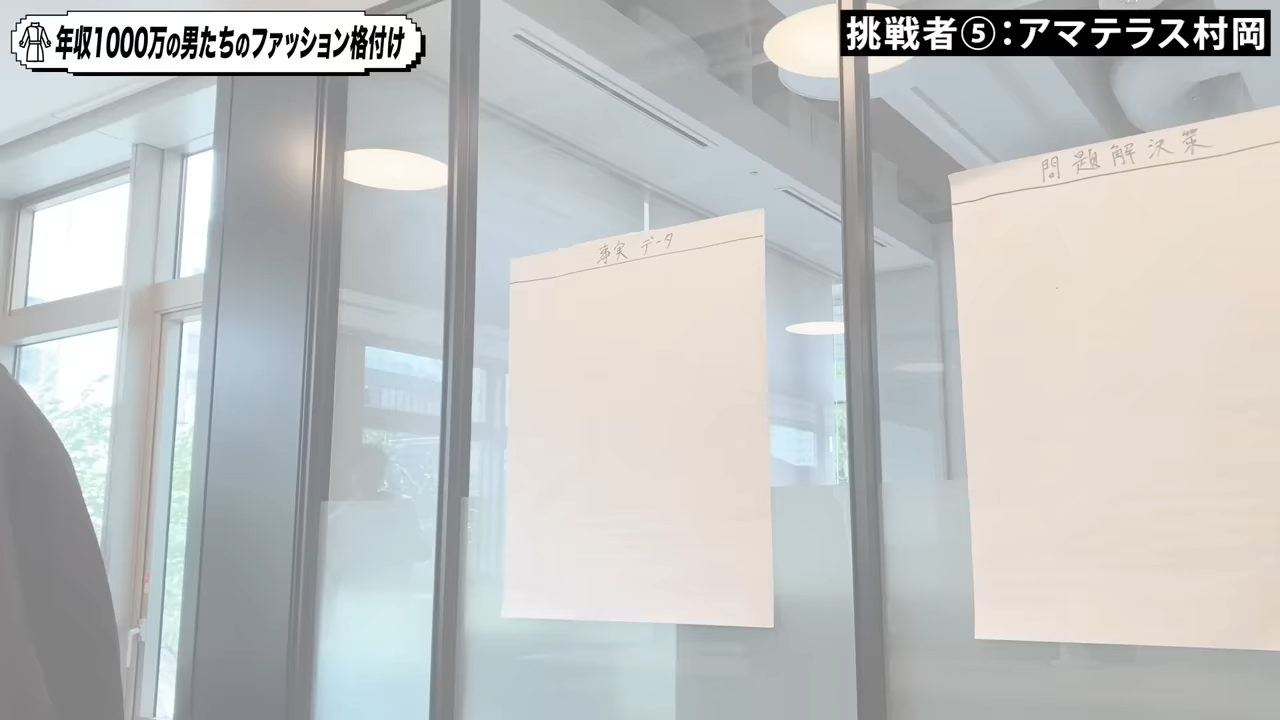 年収1000万の男たちのファッション格付け
挑戦者⑤：アマテラス村岡
事実 データ
問題解決策